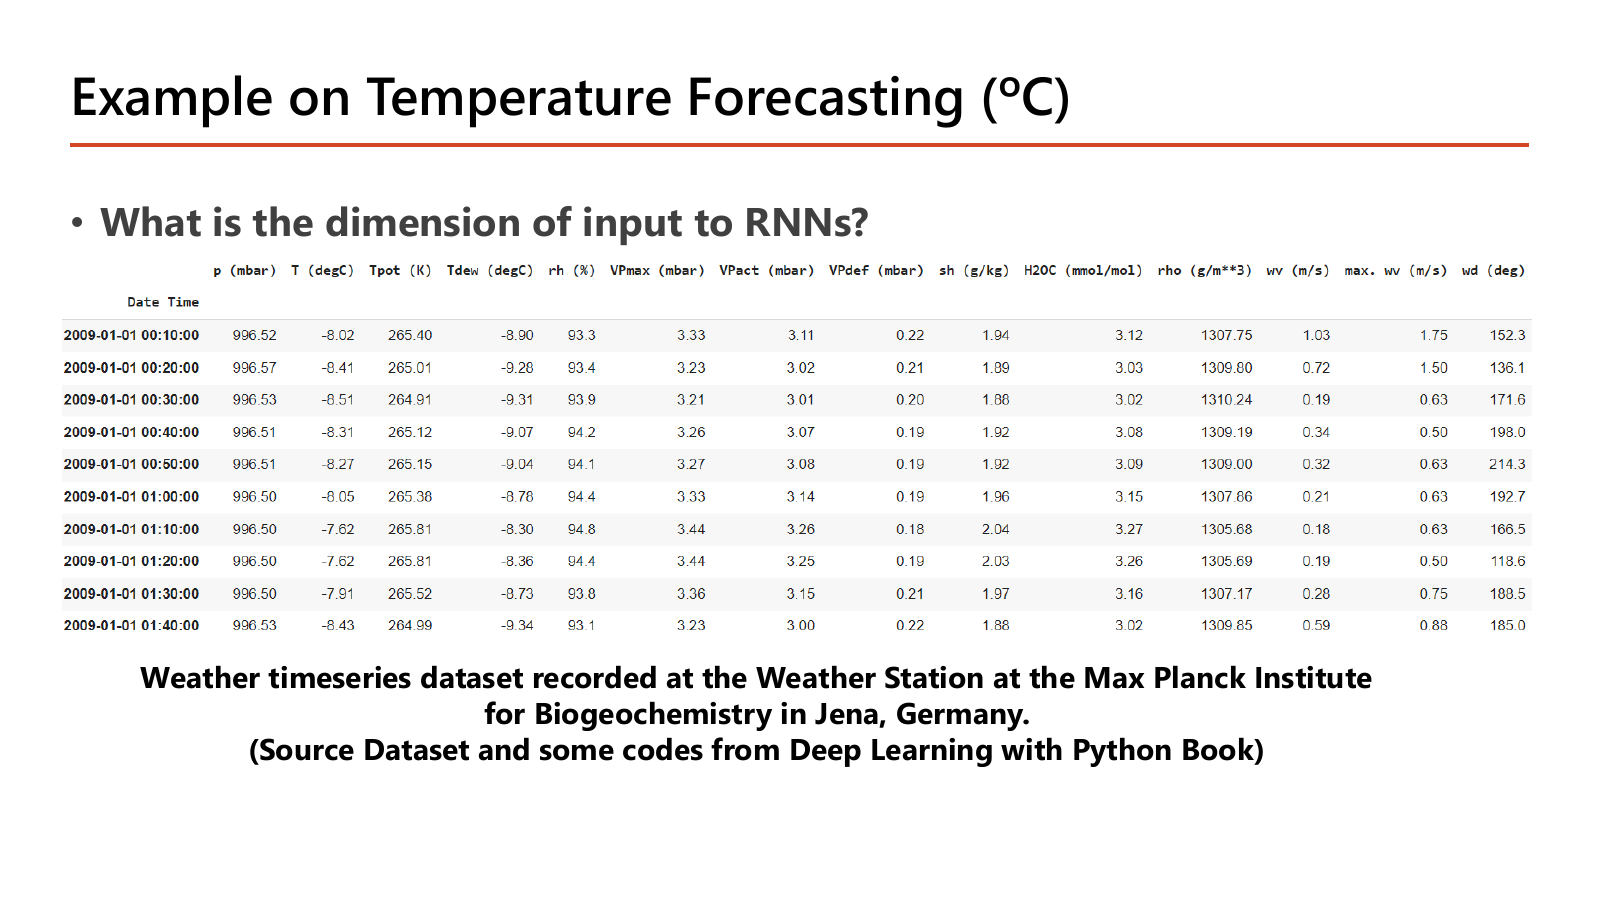 Example on Temperature Forecasting (ºC)
• What is the dimension of input to RNNs?
p (mbar) T (degC) Tpot (K) Tdew (degC) rh (%) VPmax (mbar) VPact (mbar) VPdef (mbar) sh (g/kg) H2OC (mmol/mol) rho (g/m**3) wv (m/s) max. wv (m/s) wd (deg)
Date Time
2009-01-01 00:10:00 996.52 -8.02 265.40 -8.90 93.3 3.33 3.11 0.22 1.94 3.12 1307.75 1.03 1.75 152.3
2009-01-01 00:20:00 996.57 -8.41 265.01 -9.28 93.4 3.23 3.02 0.21 1.89 3.03 1309.80 0.72 1.50 136.1
2009-01-01 00:30:00 996.53 -8.51 264.91 -9.31 93.9 3.21 3.01 0.20 1.88 3.02 1310.24 0.19 0.63 171.6
2009-01-01 00:40:00 996.51 -8.31 265.12 -9.07 94.2 3.26 3.07 0.19 1.92 3.08 1309.19 0.34 0.50 198.0
2009-01-01 00:50:00 996.51 -8.27 265.15 -9.04 94.1 3.27 3.08 0.19 1.92 3.09 1309.00 0.32 0.63 214.3
2009-01-01 01:00:00 996.50 -8.05 265.38 -8.78 94.4 3.33 3.14 0.19 1.96 3.15 1307.86 0.21 0.63 192.7
2009-01-01 01:10:00 996.50 -7.62 265.81 -8.30 94.8 3.44 3.26 0.18 2.04 3.27 1305.68 0.18 0.63 166.5
2009-01-01 01:20:00 996.50 -7.62 265.81 -8.36 94.4 3.44 3.25 0.19 2.03 3.26 1305.69 0.19 0.50 118.6
2009-01-01 01:30:00 996.50 -7.91 265.52 -8.73 93.8 3.36 3.15 0.21 1.97 3.16 1307.17 0.28 0.75 188.5
2009-01-01 01:40:00 996.53 -8.43 264.99 -9.34 93.1 3.23 3.00 0.22 1.88 3.02 1309.85 0.59 0.88 185.0
Weather timeseries dataset recorded at the Weather Station at the Max Planck Institute
for Biogeochemistry in Jena, Germany.
(Source Dataset and some codes from Deep Learning with Python Book)